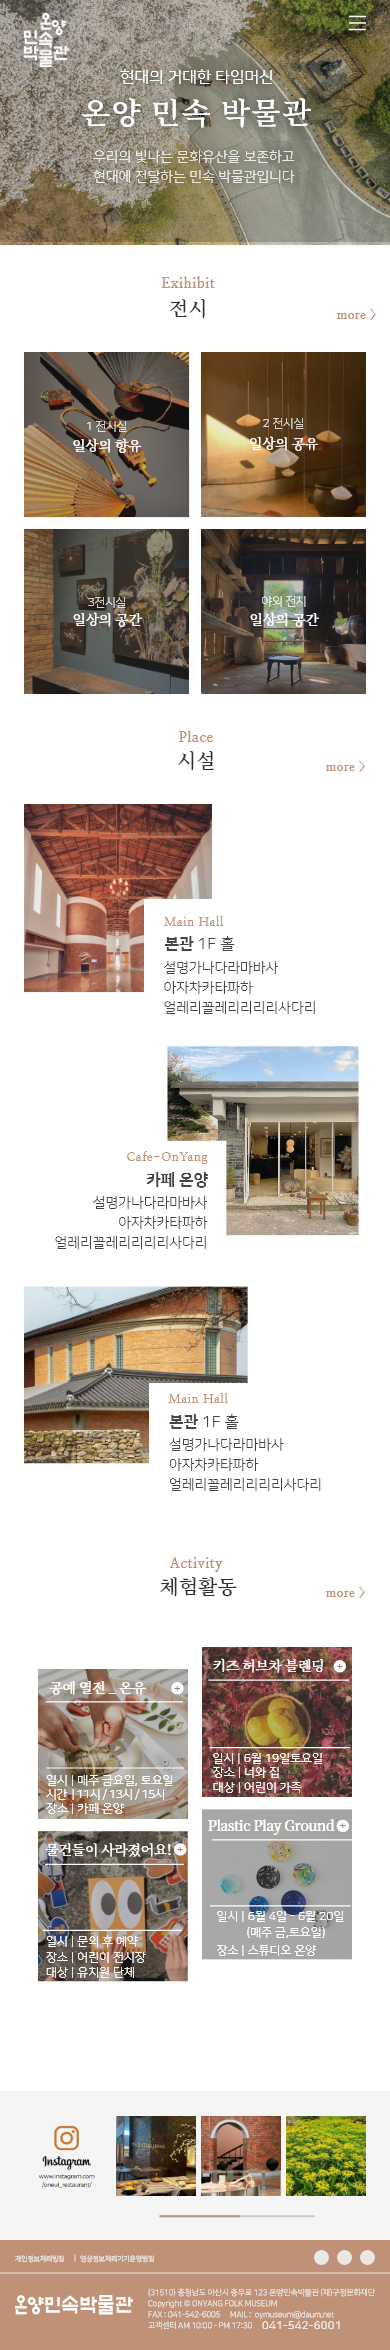 온양
민속
박물관
현대의 거대한 타임머신
온양 민속 박물관
우리의 빛나는 문화유산을 보존하고
현대에 전달하는 민속 박물관입니다
Exihibit
전시
more
1 전시실
일상의 향유
2 전시실
일상의 공유
3전시실
일상의 공간
야외 전시
일상의 공간
Place
시설
more
Main Hall
본관 1F 홀
설명가나다라마바사
아자차카타파하
얼레리꼴레리리리리사다리
Cafe-OnYang
카페 온양
설명가나다라마바사
아자차카타파하
얼레리꼴레리리리리사다리
Main Hall
본관 1F 홀
설명가나다라마바사
아자차카타파하
얼레리꼴레리리리리사다리
Activity
체험활동
more
공예 열전 _ 온유
일시 | 매주 금요일, 토요일
시간 | 11시 / 13시 / 15시
장소 | 카페 온양
키즈 허브차 블렌딩
일시 | 6월 19일토요일
장소 | 너와 집
대상 | 어린이 가족
물건들이 사라졌어요!
일시 | 문의 후 예약
장소 | 어린이 전시장
대상 | 유치원 단체
Plastic Play Ground
일시 | 6월 4일 - 6월 20일
(매주 금,토요일)
장소 | 스튜디오 온양
Instagram
www.instagram.com
/oneul_restaurant/
개인정보처리방침 | 영상정보처리기기운영방침
온양민속박물관
(31510) 충청남도 아산시 충무로 123 온양민속박물관 (재)구정문화재단
Copyright © ONYANG FOLK MUSEUM
FAX : 041-542-6005 MAIL : oymuseum@daum.net
고객센터 AM 10:00 - PM 17:30 041-542-6001